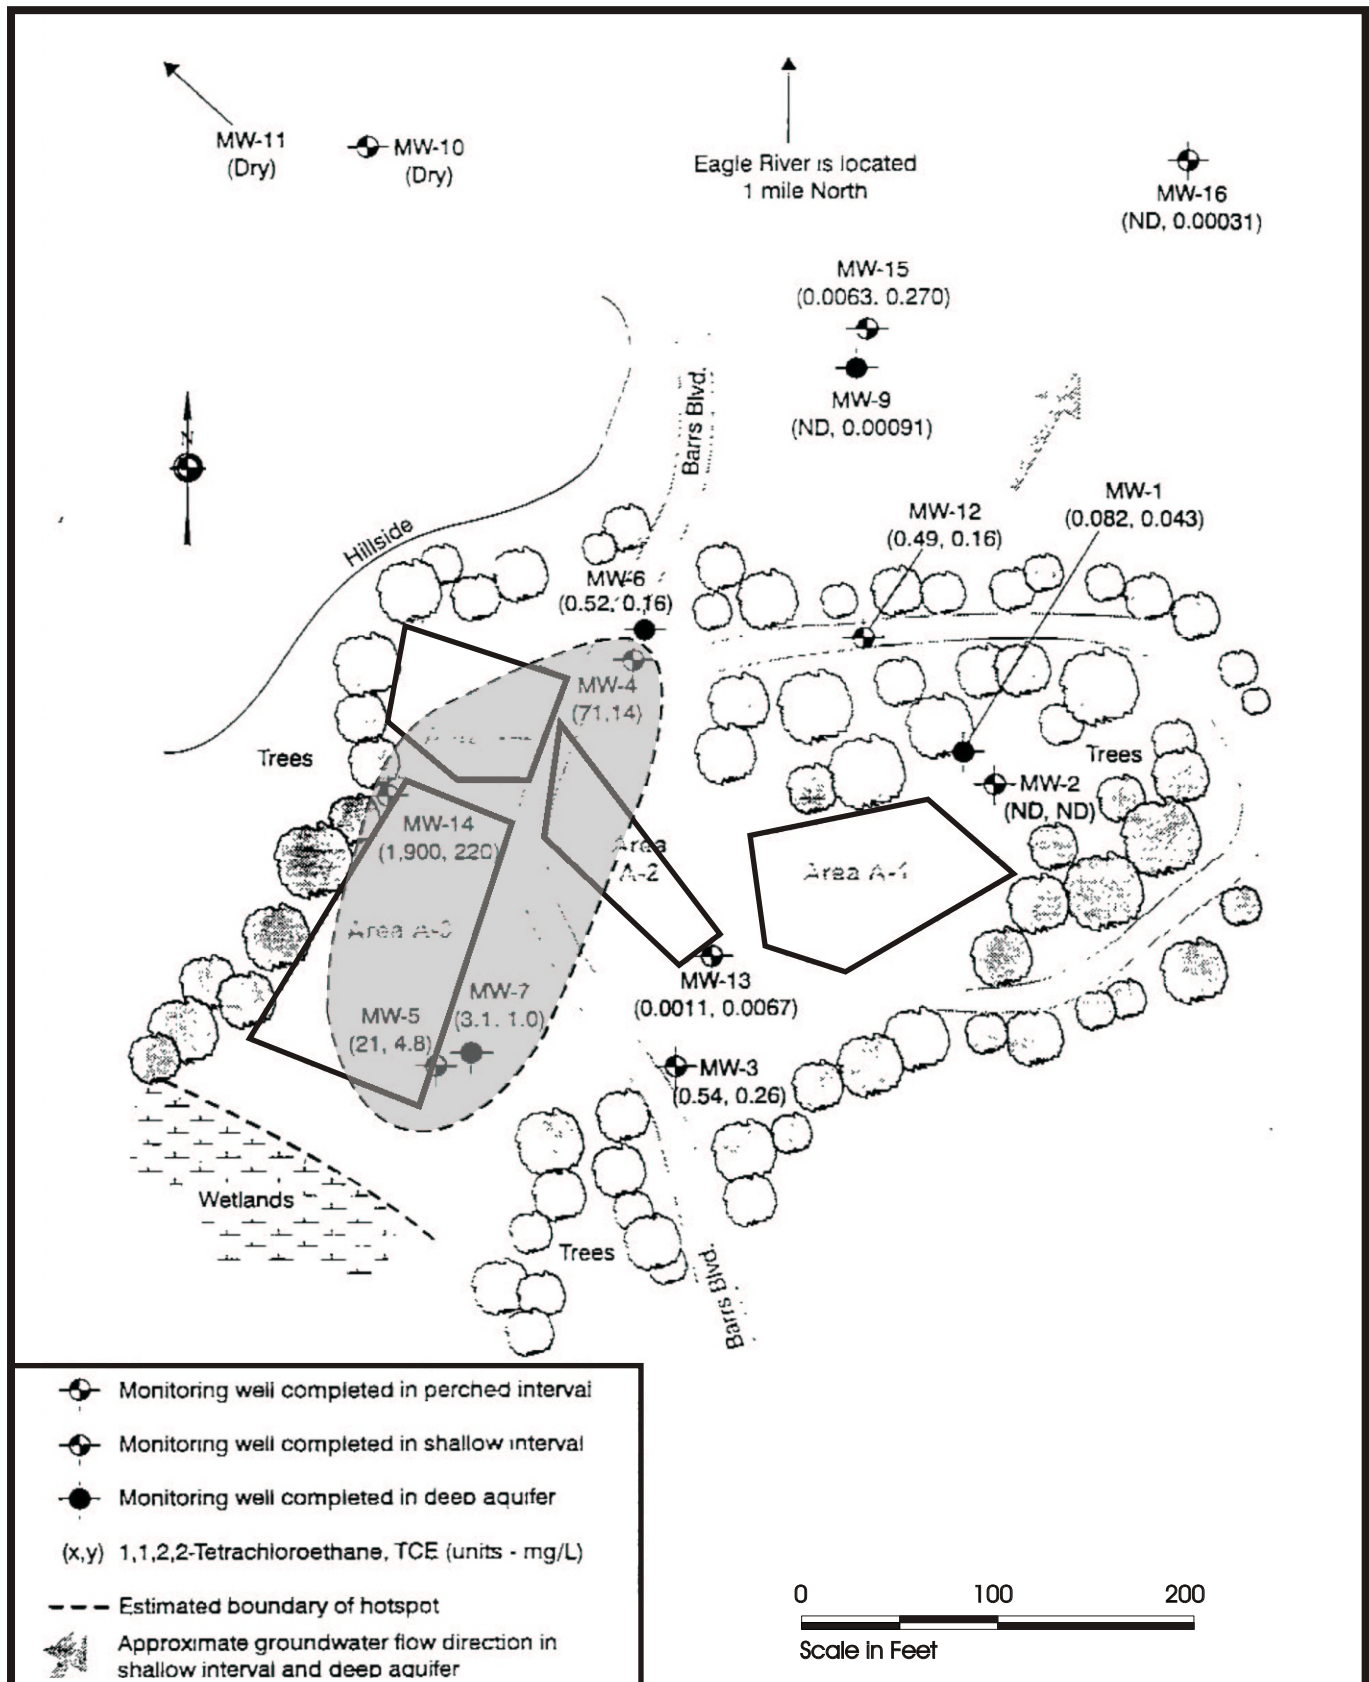 MW-11
(Dry)
MW-10
(Dry)
Eagle River is located
1 mile North
MW-16
(ND, 0.00031)
MW-15
(0.0063. 0.270)
MW-9
(ND, 0.00091)
Barrs Blvd.
N
Hillside
MW-12
(0.49, 0.16)
MW-1
(0.082, 0.043)
MW-6
(0.52, 0.16)
MW-4
(71,14)
Trees
Trees
MW-2
(ND, ND)
MW-14
(1,900, 220)
Area
A-2
Area A-1
Area A-3
MW-7
(3.1. 1.0)
MW-5
(21, 4.8)
MW-13
(0.0011, 0.0067)
MW-3
(0.54, 0.26)
Wetlands
Trees
Barrs Blvd.
Monitoring well completed in perched interval
Monitoring well completed in shallow interval
Monitoring well completed in deep aquifer
(x,y) 1,1,2,2-Tetrachloroethane, TCE (units - mg/L)
Estimated boundary of hotspot
Approximate groundwater flow direction in
shallow interval and deep aquifer
0 100 200
Scale in Feet